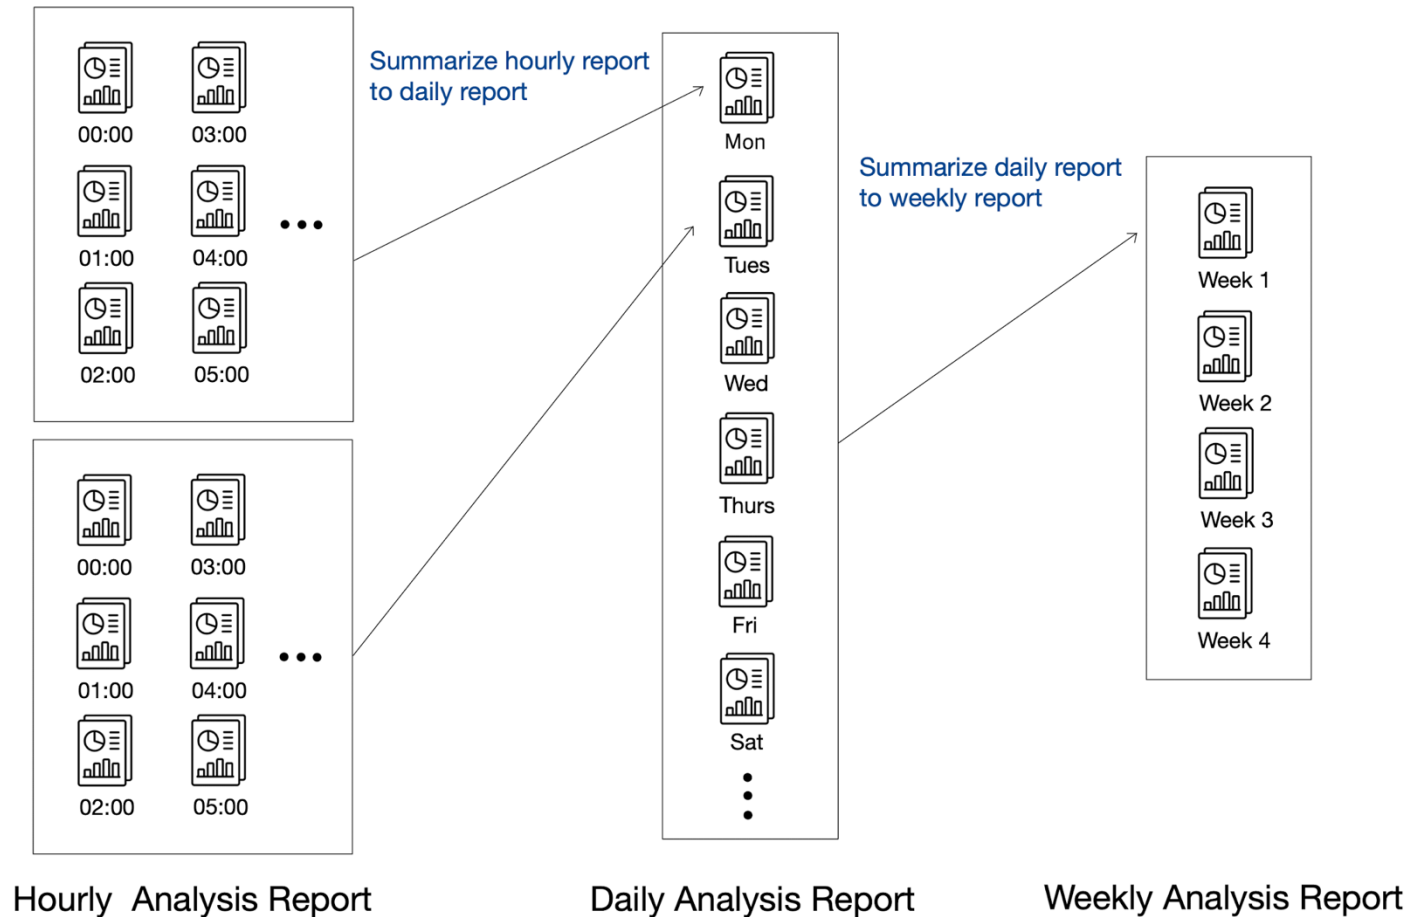 Summarize hourly report
to daily report
00:00
03:00
01:00
04:00
02:00
05:00
00:00
03:00
01:00
04:00
02:00
05:00
Hourly  Analysis Report
Mon
Tues
Wed
Thurs
Fri
Sat
Daily Analysis Report
Summarize daily report
to weekly report
Week 1
Week 2
Week 3
Week 4
Weekly Analysis Report